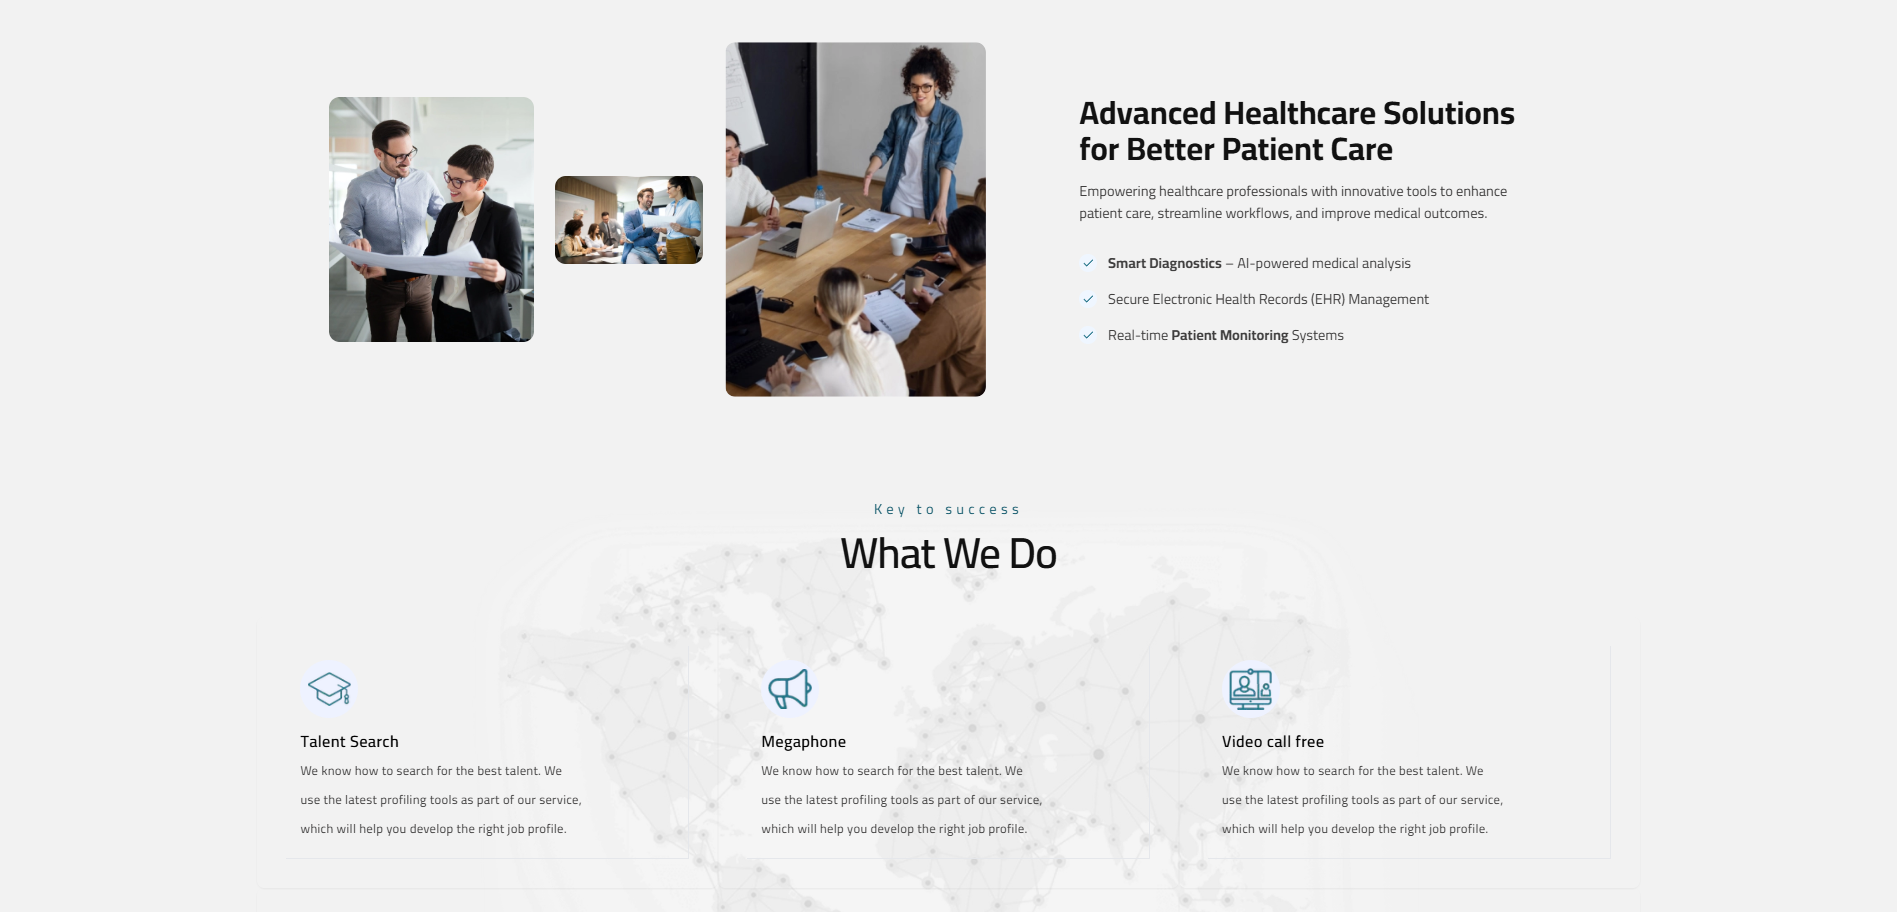 Advanced Healthcare Solutions
for Better Patient Care
Empowering healthcare professionals with innovative tools to enhance
patient care, streamline workflows, and improve medical outcomes.
Smart Diagnostics – AI-powered medical analysis
Secure Electronic Health Records (EHR) Management
Real-time Patient Monitoring Systems
Key to success
What We Do
Talent Search
We know how to search for the best talent. We
use the latest profiling tools as part of our service,
which will help you develop the right job profile.
Megaphone
We know how to search for the best talent. We
use the latest profiling tools as part of our service,
which will help you develop the right job profile.
Video call free
We know how to search for the best talent. We
use the latest profiling tools as part of our service,
which will help you develop the right job profile.